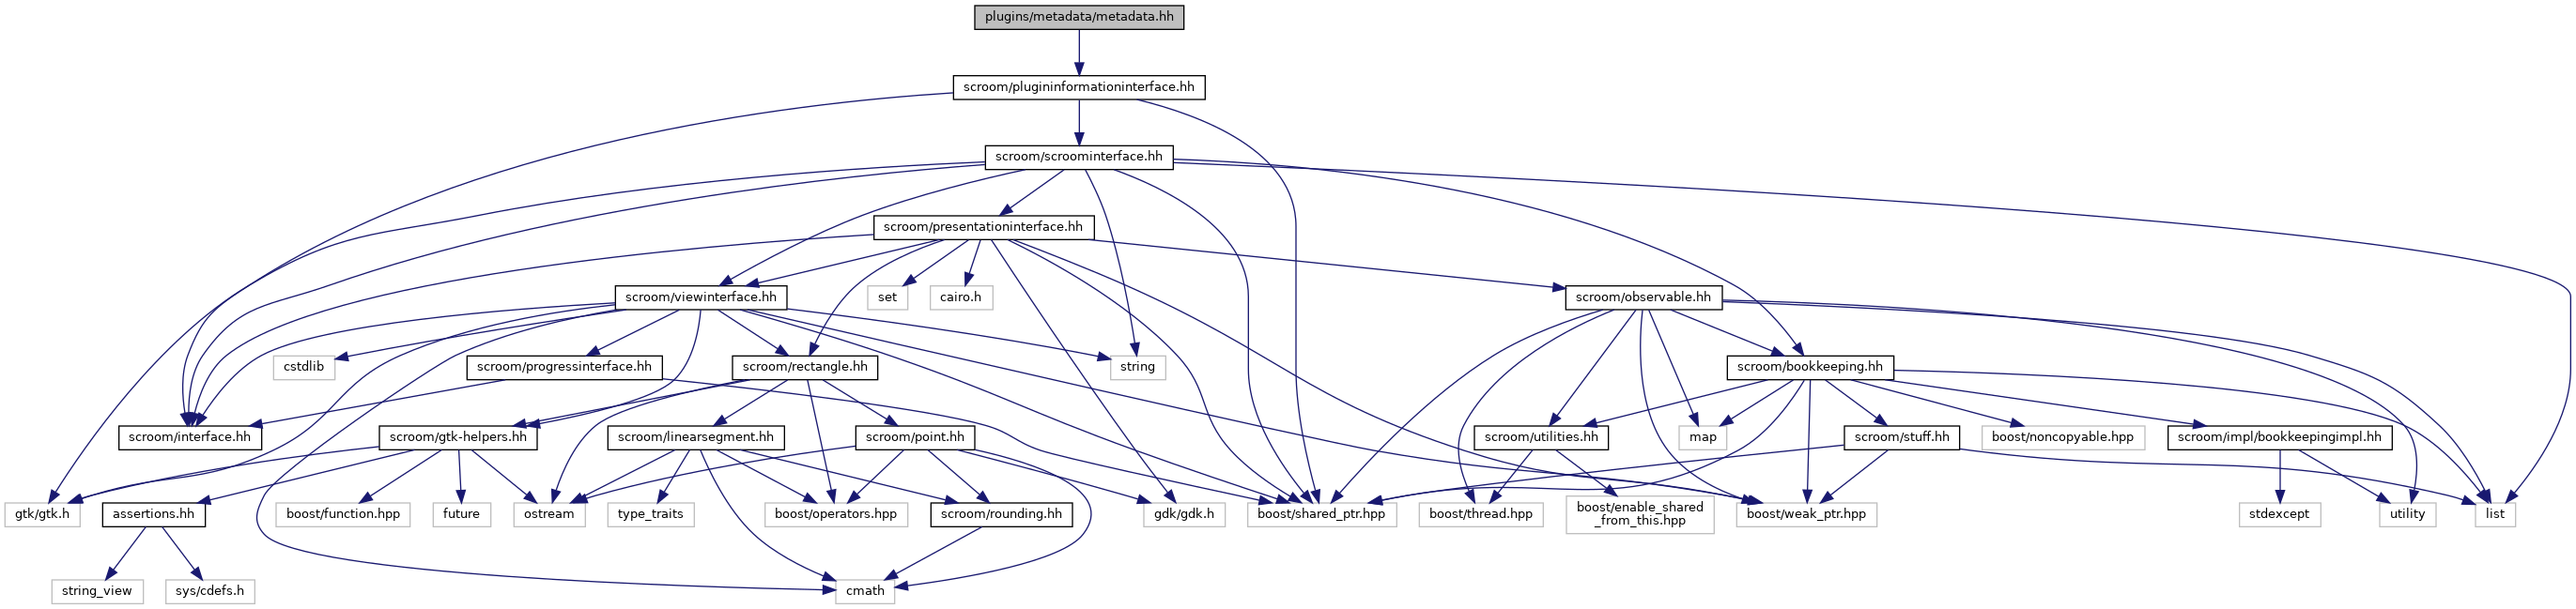 plugins/metadata/metadata.hh
scroom/plugininformationinterface.hh
scroom/scroominterface.hh
scroom/presentationinterface.hh
scroom/viewinterface.hh
set
cairo.h
scroom/observable.hh
cstdlib
scroom/progressinterface.hh
scroom/rectangle.hh
string
scroom/bookkeeping.hh
scroom/interface.hh
scroom/gtk-helpers.hh
scroom/linearsegment.hh
scroom/point.hh
scroom/utilities.hh
map
scroom/stuff.hh
boost/noncopyable.hpp
scroom/impl/bookkeepingimpl.hh
gtk/gtk.h
assertions.hh
boost/function.hpp
future
ostream
type_traits
boost/operators.hpp
scroom/rounding.hh
gdk/gdk.h
boost/shared_ptr.hpp
boost/thread.hpp
boost/enable_shared
_from_this.hpp
boost/weak_ptr.hpp
stdexcept
utility
list
string_view
sys/cdefs.h
cmath